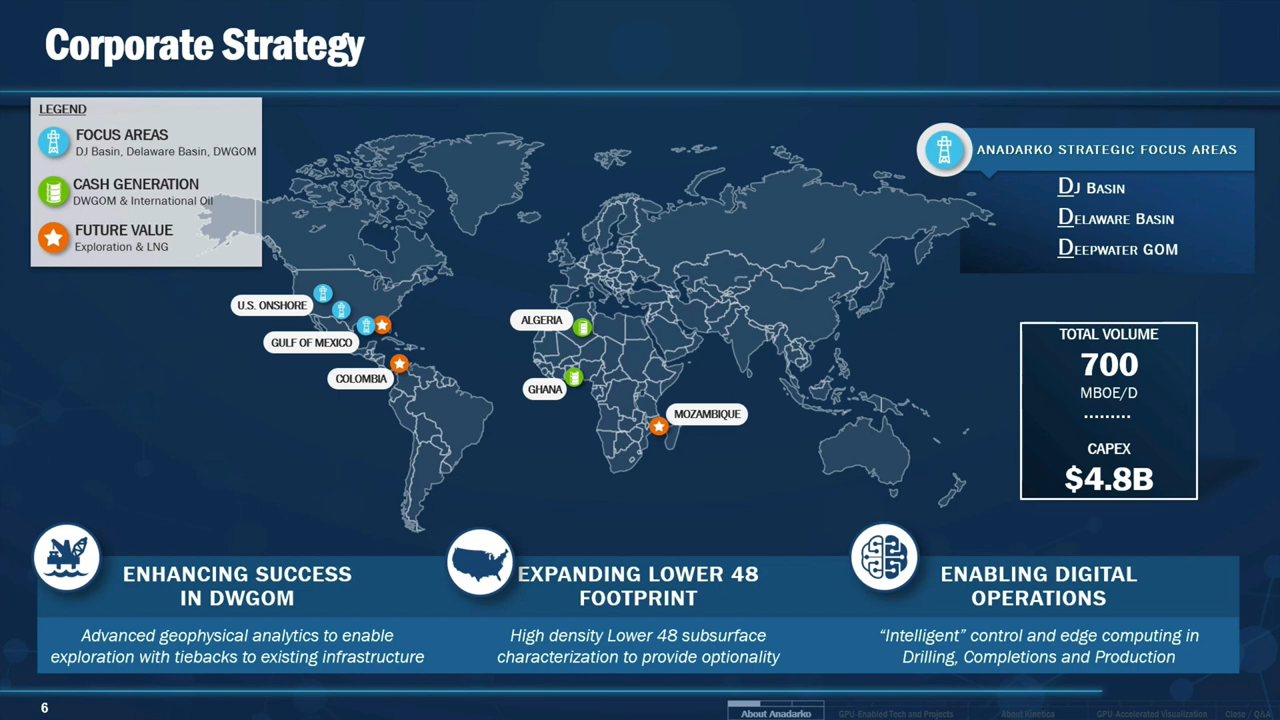 Corporate Strategy
LEGEND
FOCUS AREAS
DJ Basin, Delaware Basin, DWGOM
CASH GENERATION
DWGOM & International Oil
FUTURE VALUE
Exploration & LNG
ANADARKO STRATEGIC FOCUS AREAS
DJ BASIN
DELAWARE BASIN
DEEPWATER GOM
U.S. ONSHORE
GULF OF MEXICO
COLOMBIA
ALGERIA
GHANA
MOZAMBIQUE
TOTAL VOLUME
700
MBOE/D
.........
CAPEX
$4.8B
ENHANCING SUCCESS
IN DWGOM
Advanced geophysical analytics to enable
exploration with tiebacks to existing infrastructure
EXPANDING LOWER 48
FOOTPRINT
High density Lower 48 subsurface
characterization to provide optionality
ENABLING DIGITAL
OPERATIONS
“Intelligent” control and edge computing in
Drilling, Completions and Production
6
About Anadarko
GPU-Enabled Tech and Projects
About Kinetica
GPU-Accelerated Visualization
Close / Q&A